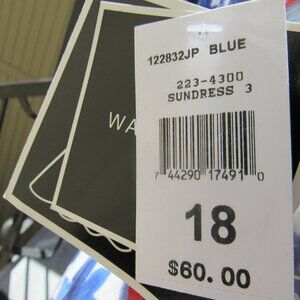 122832JP BLUE
223-4300
SUNDRESS 3
WA
7 44290 17491 0
18
$60.00